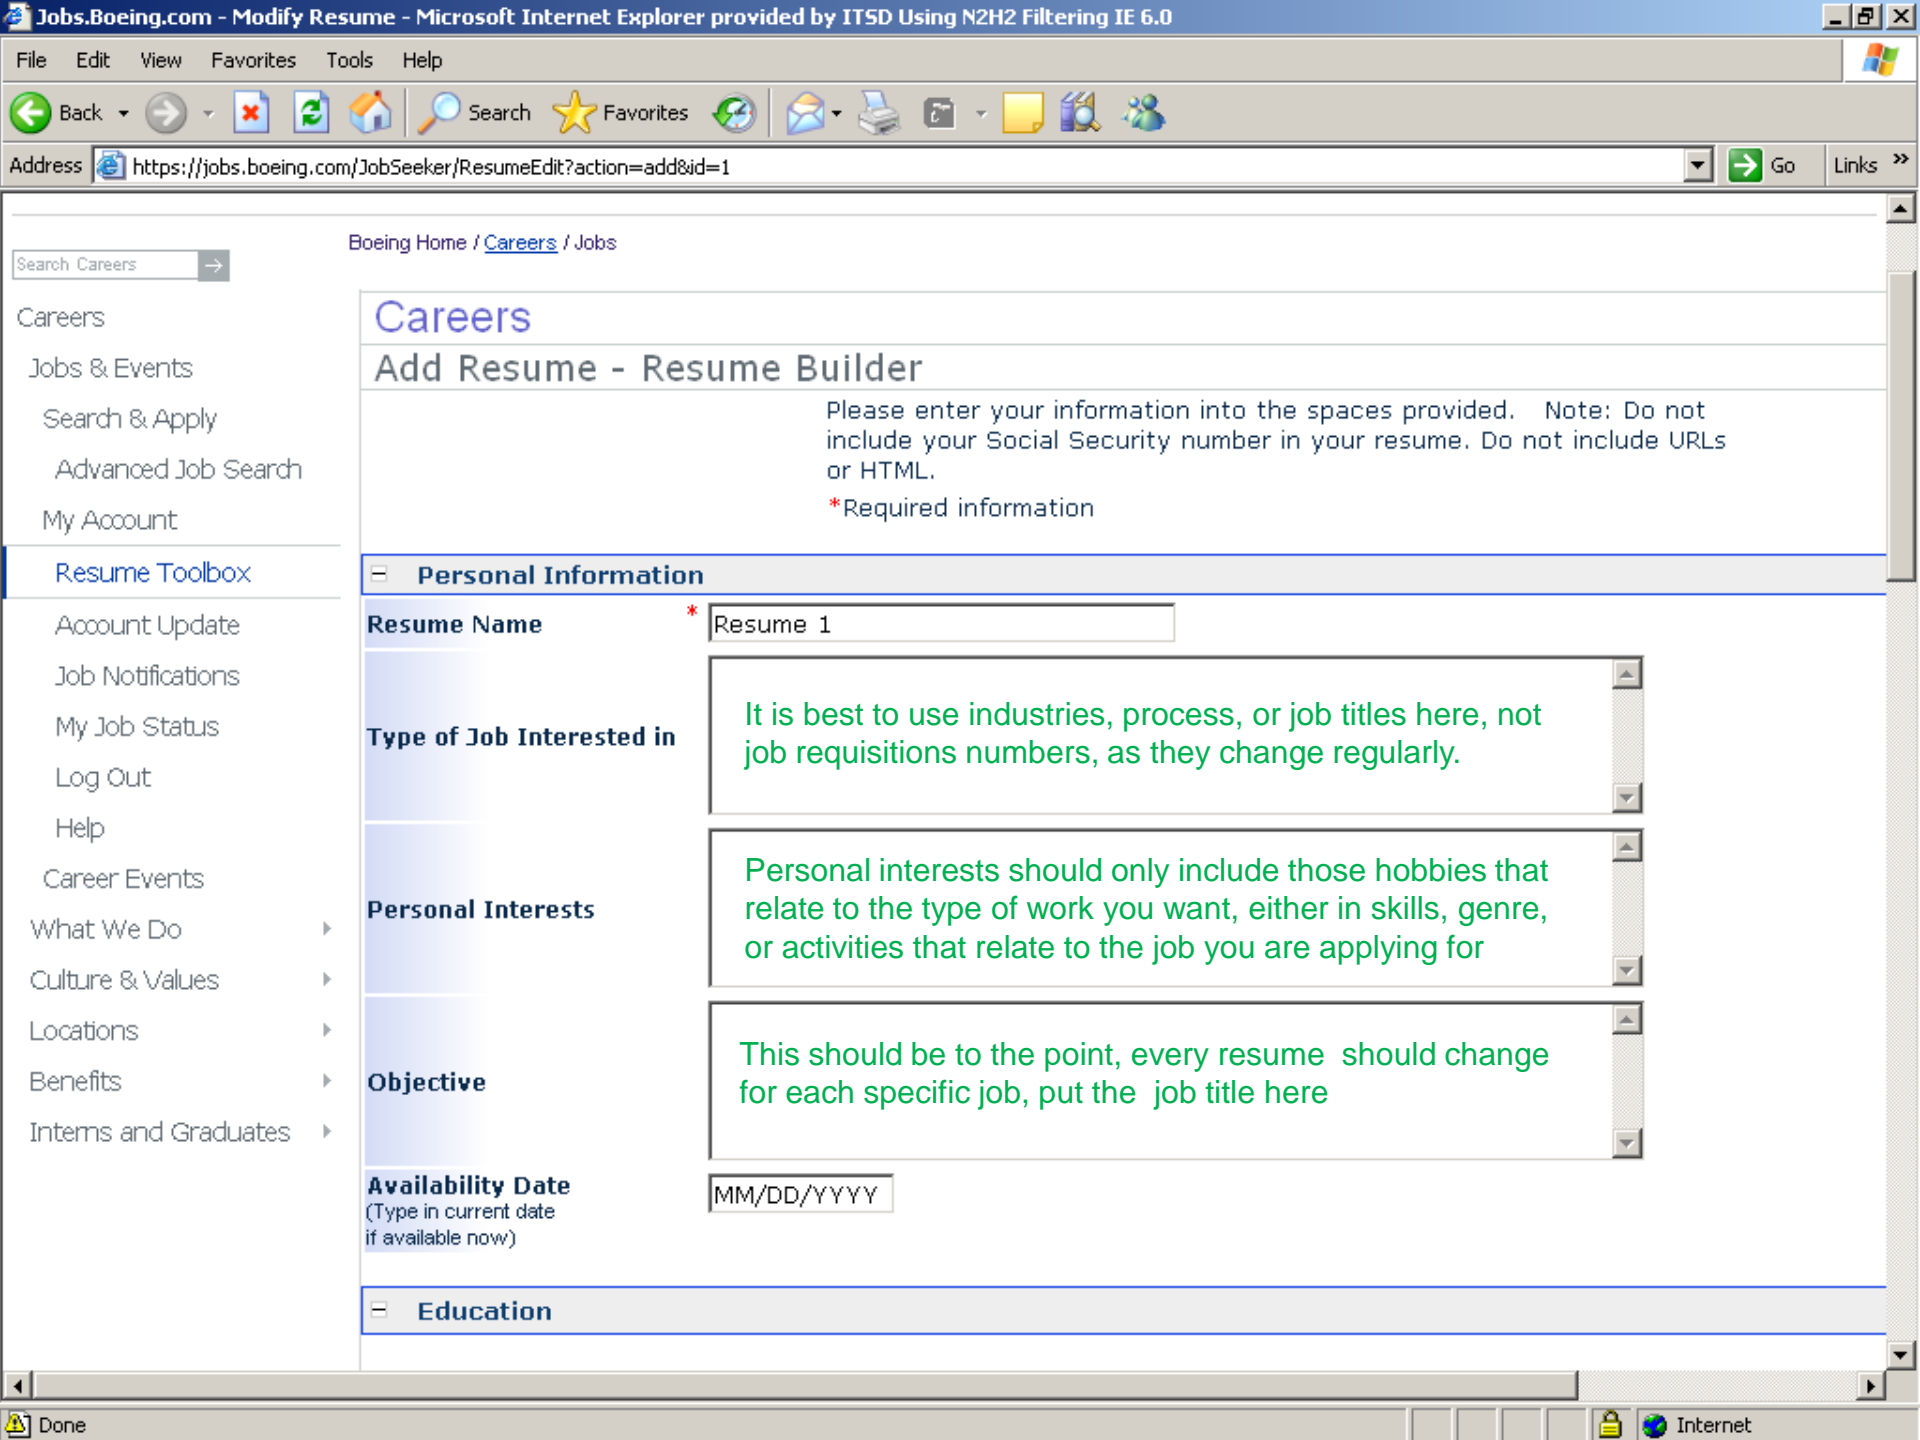 Jobs.Boeing.com - Modify Resume - Microsoft Internet Explorer provided by ITSD Using N2H2 Filtering IE 6.0
File Edit View Favorites Tools Help
Back Search Favorites
Address https://jobs.boeing.com/JobSeeker/ResumeEdit?action=add&id=1 Go Links »
Boeing Home / Careers / Jobs
Search Careers
Careers
Jobs & Events
Search & Apply
Advanced Job Search
My Account
Resume Toolbox
Account Update
Job Notifications
My Job Status
Log Out
Help
Career Events
What We Do
Culture & Values
Locations
Benefits
Interns and Graduates
Careers
Add Resume - Resume Builder
Please enter your information into the spaces provided. Note: Do not
include your Social Security number in your resume. Do not include URLs
or HTML.
*Required information
Personal Information
Resume Name * Resume 1
Type of Job Interested in
It is best to use industries, process, or job titles here, not
job requisitions numbers, as they change regularly.
Personal Interests
Personal interests should only include those hobbies that
relate to the type of work you want, either in skills, genre,
or activities that relate to the job you are applying for
Objective
This should be to the point, every resume should change
for each specific job, put the job title here
Availability Date MM/DD/YYYY
(Type in current date
if available now)
Education
Done Internet